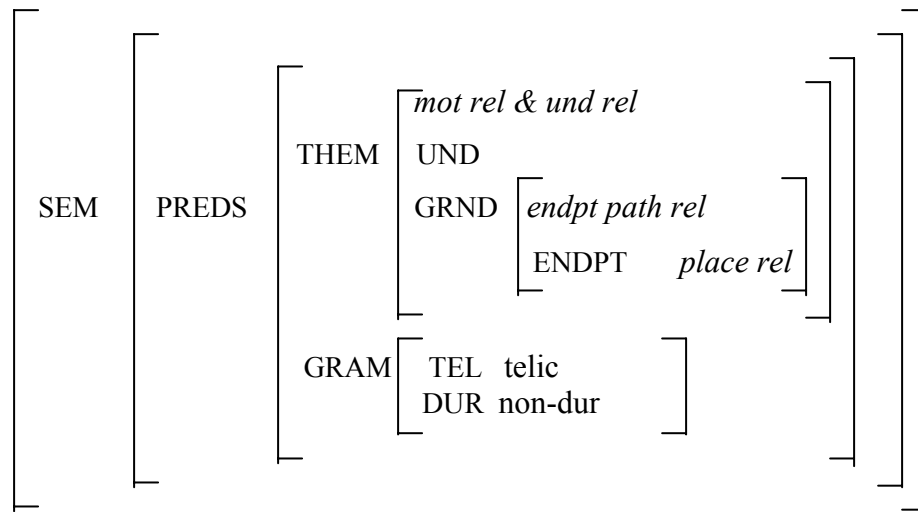 mot rel & und rel
THEM UND
SEM PREDS GRND endpt path rel
ENDPT place rel
GRAM TEL telic
DUR non-dur